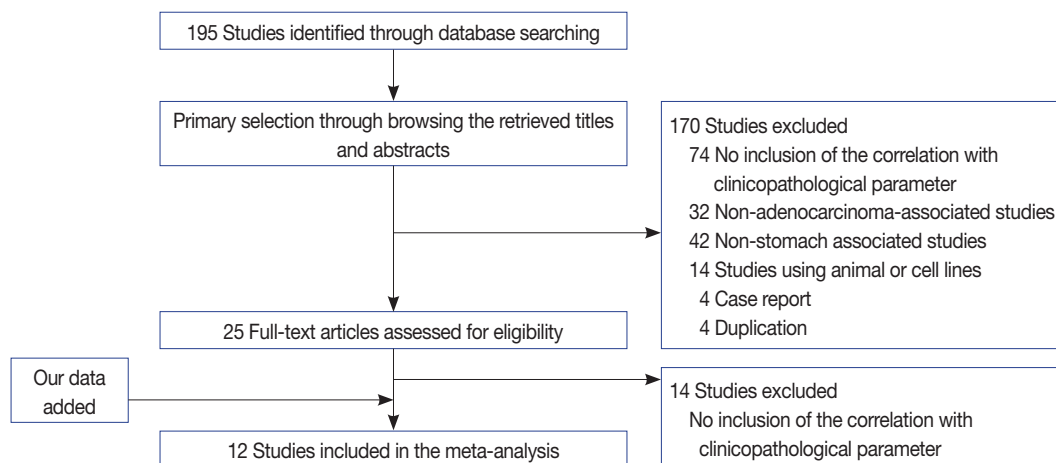 195 Studies identified through database searching
Primary selection through browsing the retrieved titles
and abstracts
170 Studies excluded
74 No inclusion of the correlation with
clinicopathological parameter
32 Non-adenocarcinoma-associated studies
42 Non-stomach associated studies
14 Studies using animal or cell lines
4 Case report
4 Duplication
25 Full-text articles assessed for eligibility
Our data
added
14 Studies excluded
No inclusion of the correlation with
clinicopathological parameter
12 Studies included in the meta-analysis